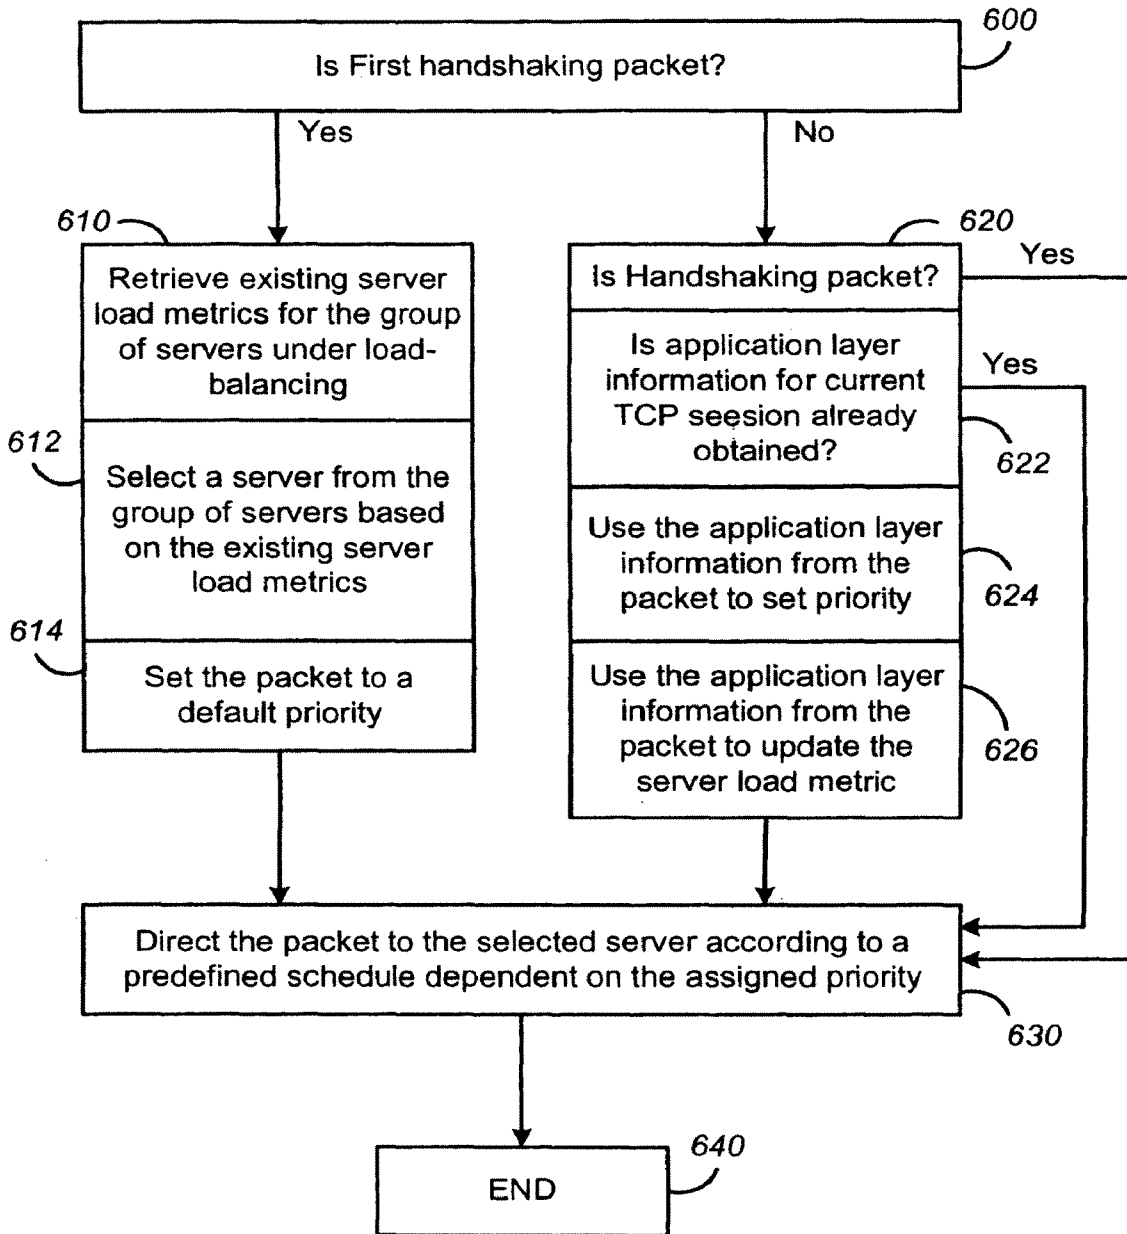 600
Is First handshaking packet?
Yes
No
610
Retrieve existing server
load metrics for the group
of servers under load-
balancing
612
Select a server from the
group of servers based
on the existing server
load metrics
614
Set the packet to a
default priority
620
Is Handshaking packet?
Yes
Is application layer
information for current
TCP seesion already
obtained?
Yes
622
Use the application layer
information from the
packet to set priority
624
Use the application layer
information from the
packet to update the
server load metric
626
Direct the packet to the selected server according to a
predefined schedule dependent on the assigned priority
630
640
END